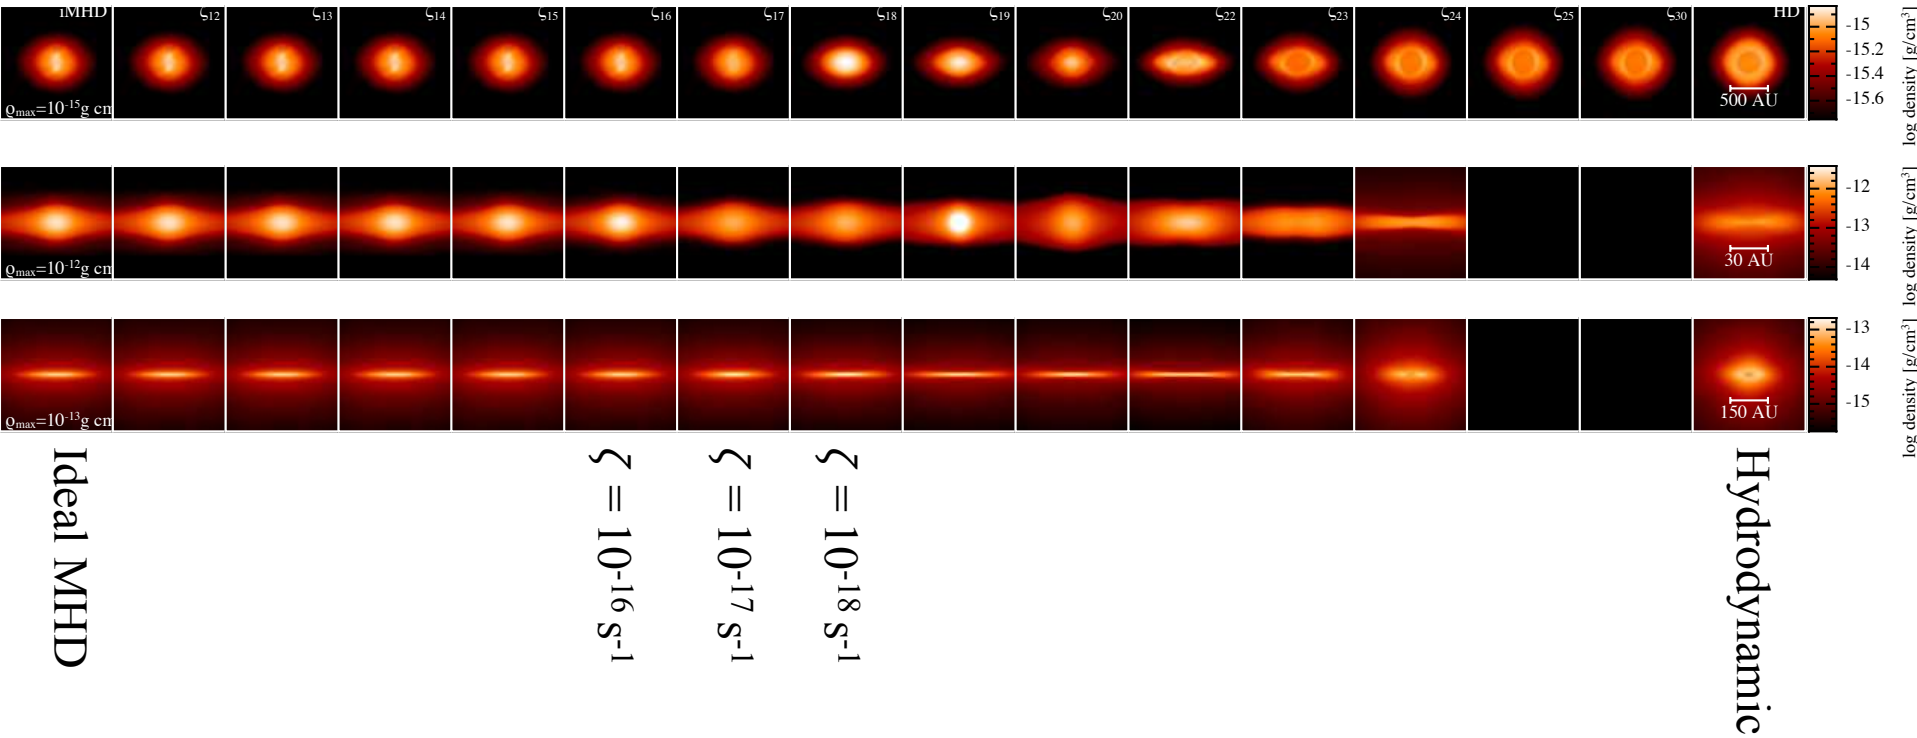 iMHD ζ12 ζ13 ζ14 ζ15 ζ16 ζ17 ζ18 ζ19 ζ20 ζ22 ζ23 ζ24 ζ25 ζ30 HD
ρmax=10-15g cm
500 AU
-15
-15.2
-15.4
-15.6
log density [g/cm3]
ρmax=10-12g cm
30 AU
-12
-13
-14
log density [g/cm3]
ρmax=10-13g cm
150 AU
-13
-14
-15
log density [g/cm3]
Ideal MHD
ζ = 10-16 s-1
ζ = 10-17 s-1
ζ = 10-18 s-1
Hydrodynamic